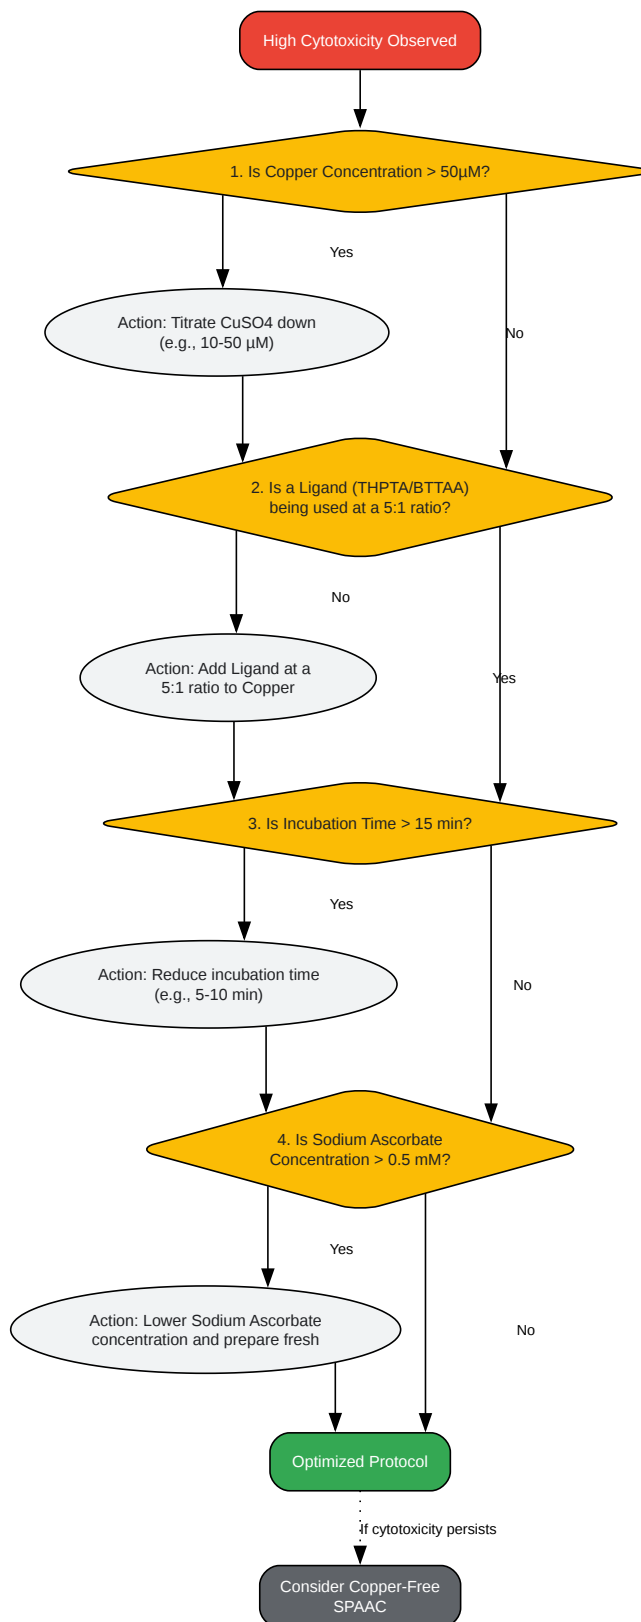 High Cytotoxicity Observed
1. Is Copper Concentration > 50µM?
Yes
Action: Titrate CuSO4 down
(e.g., 10-50 µM)
No
2. Is a Ligand (THPTA/BTTAA)
being used at a 5:1 ratio?
No
Action: Add Ligand at a
5:1 ratio to Copper
Yes
3. Is Incubation Time > 15 min?
Yes
Action: Reduce incubation time
(e.g., 5-10 min)
No
4. Is Sodium Ascorbate
Concentration > 0.5 mM?
Yes
Action: Lower Sodium Ascorbate
concentration and prepare fresh
No
Optimized Protocol
If cytotoxicity persists
Consider Copper-Free
SPAAC